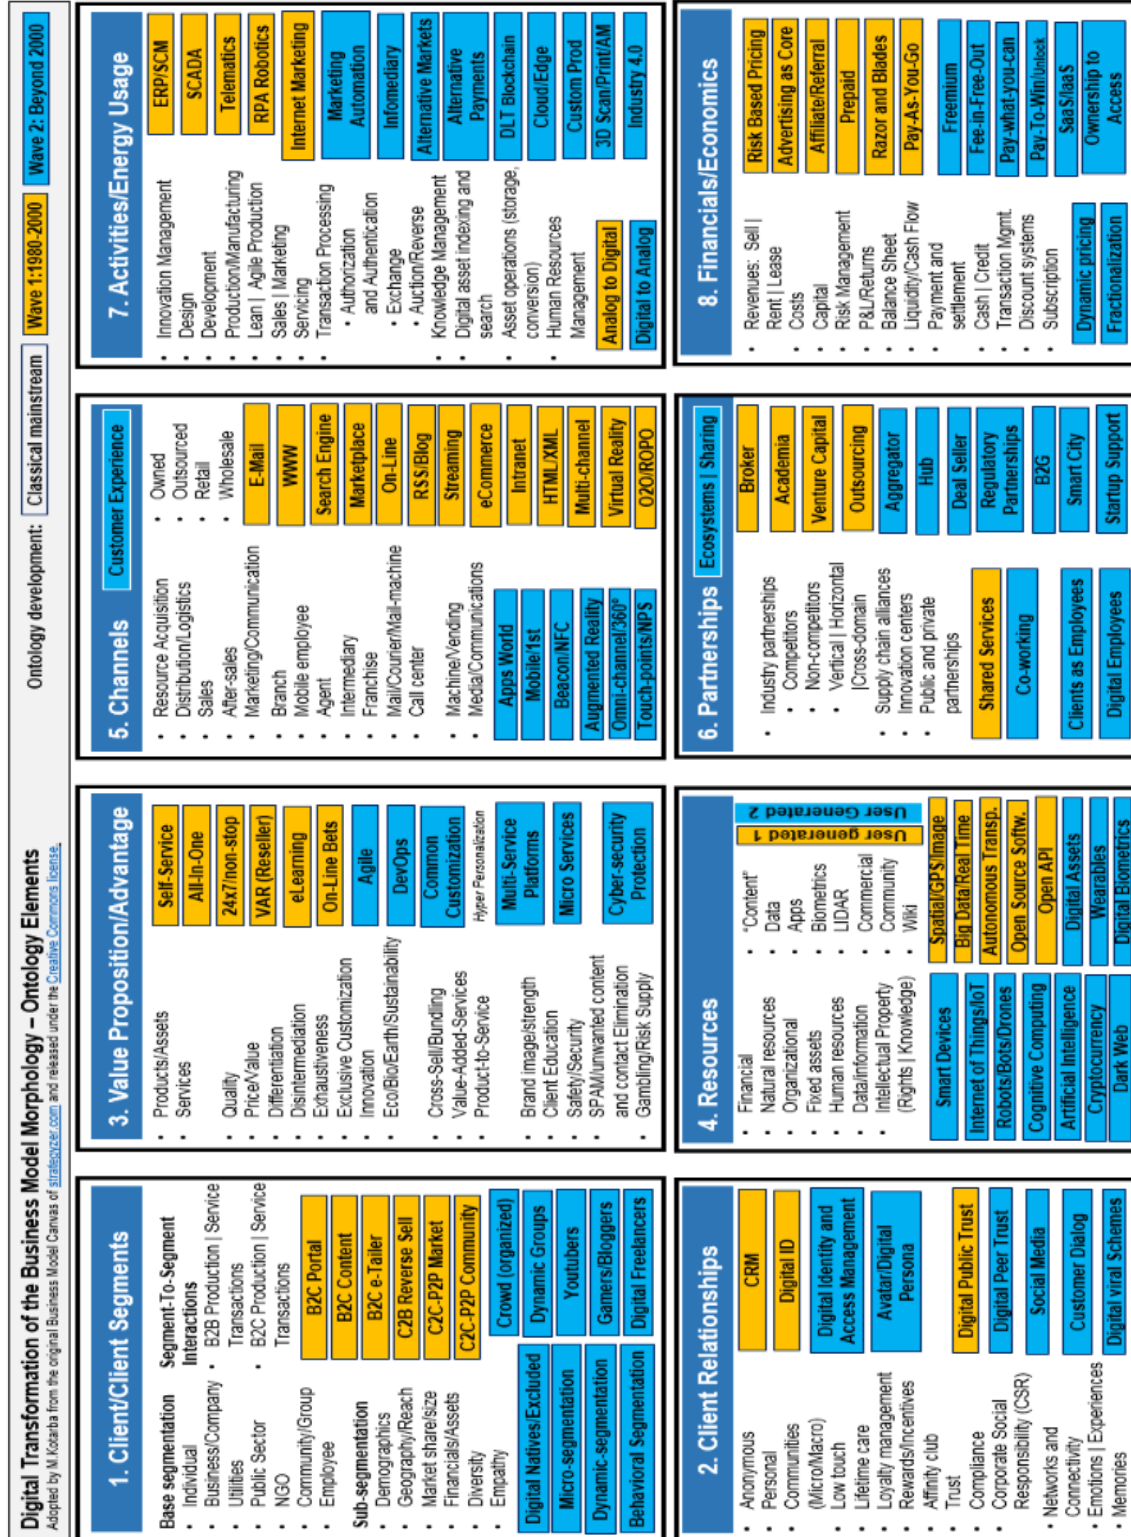 Digital Transformation of the Business Model Morphology – Ontology Elements
Adopted by M.Kotarba from the original Business Model Canvas of strategyzer.com and released under the Creative Commons license.
Ontology development:
Classical mainstream
Wave 1:1980-2000
Wave 2: Beyond 2000
1. Client/Client Segments
Base segmentation
• Individual
• Business/Company
• Utilities
• Public Sector
• NGO
• Community/Group
• Employee
Sub-segmentation
• Demographics
• Geography/Reach
• Market share/size
• Financials/Assets
• Diversity
• Empathy
Segment-To-Segment
Interactions
• B2B Production | Service
Transactions
• B2C Production | Service
Transactions
B2C Portal
B2C Content
B2C e-Tailer
C2B Reverse Sell
C2C-P2P Market
C2C-P2P Community
Crowd (organized)
Dynamic Groups
Youtubers
Gamers/Bloggers
Digital Freelancers
Digital Natives/Excluded
Micro-segmentation
Dynamic-segmentation
Behavioral Segmentation
3. Value Proposition/Advantage
• Products/Assets
• Services
• Quality
• Price/Value
• Differentiation
• Disintermediation
• Exhaustiveness
• Exclusive Customization
• Innovation
• Eco/Bio/Earth/Sustainability
• Cross-Sell/Bundling
• Value-Added-Services
• Product-to-Service
• Brand image/strength
• Client Education
• Safety/Security
• SPAM/unwanted content
and contact Elimination
• Gambling/Risk Supply
Self-Service
All-In-One
24x7/non-stop
VAR (Reseller)
eLearning
On-Line Bets
Agile
DevOps
Common
Customization
Hyper Personalization
Multi-Service
Platforms
Micro Services
Cyber-security
Protection
5. Channels
Customer Experience
• Resource Acquisition
• Distribution/Logistics
• Sales
• After-sales
• Marketing/Communication
• Branch
• Mobile employee
• Agent
• Intermediary
• Franchise
• Mail/Courier/Mail-machine
• Call center
• Machine/Vending
• Media/Communications
• Owned
• Outsourced
• Retail
• Wholesale
E-Mail
WWW
Search Engine
Marketplace
On-Line
RSS/Blog
Streaming
eCommerce
Intranet
HTML/XML
Multi-channel
Virtual Reality
O2O/ROPO
Apps World
Mobile/1st
Beacon/NFC
Augmented Reality
Omni-channel/360°
Touch-points/NPS
7. Activities/Energy Usage
• Innovation Management
• Design
• Development
• Production/Manufacturing
• Lean | Agile Production
• Sales | Marketing
• Servicing
• Transaction Processing
• Authorization
and Authentication
• Exchange
• Auction/Reverse
• Knowledge Management
• Digital asset indexing and
search
• Asset operations (storage,
conversion)
• Human Resources
Management
ERP/SCM
SCADA
Telematics
RPA Robotics
Internet Marketing
Marketing
Automation
Infomediary
Alternative Markets
Alternative
Payments
DLT Blockchain
Cloud/Edge
Custom Prod
3D Scan/Print/AM
Industry 4.0
Analog to Digital
Digital to Analog
2. Client Relationships
• Anonymous
• Personal
• Communities
(Micro/Macro)
• Low touch
• Lifetime care
• Loyalty management
• Rewards/Incentives
• Affinity club
• Trust
• Compliance
• Corporate Social
Responsibility (CSR)
• Networks and
Connectivity
• Emotions | Experiences
• Memories
CRM
Digital ID
Digital Identity and
Access Management
Avatar/Digital
Persona
Digital Public Trust
Digital Peer Trust
Social Media
Customer Dialog
Digital viral Schemes
4. Resources
• Financial
• Natural resources
• Organizational
• Fixed assets
• Human resources
• Data/Information
• Intellectual Property
(Rights | Knowledge)
• "Content"
• Data
• Apps
• Biometrics
• LIDAR
• Commercial
• Community
• Wiki
User generated 1
User Generated 2
Spatial/GPS/Image
Big Data/Real Time
Autonomous Transp.
Open Source Softw.
Open API
Digital Assets
Wearables
Digital Biometrics
Smart Devices
Internet of Things/IoT
Robots/Bots/Drones
Cognitive Computing
Artificial Intelligence
Cryptocurrency
Dark Web
6. Partnerships
Ecosystems | Sharing
• Industry partnerships
• Competitors
• Non-competitors
• Vertical | Horizontal
|Cross-domain
• Supply chain alliances
• Innovation centers
• Public and private
partnerships
Broker
Academia
Venture Capital
Outsourcing
Aggregator
Hub
Deal Seller
Regulatory
Partnerships
B2G
Smart City
Startup Support
Shared Services
Co-working
Clients as Employees
Digital Employees
8. Financials/Economics
• Revenues: Sell |
Rent | Lease
• Costs
• Capital
• Risk Management
• P&L/Returns
• Balance Sheet
• Liquidity/Cash Flow
• Payment and
settlement
• Cash | Credit
• Transaction Mgmt.
• Discount systems
• Subscription
Risk Based Pricing
Advertising as Core
Affiliate/Referral
Prepaid
Razor and Blades
Pay-As-You-Go
Freemium
Fee-in-Free-Out
Pay-what-you-can
Pay-To-Win/Unlock
SaaS/IaaS
Ownership to
Access
Dynamic pricing
Fractionalization